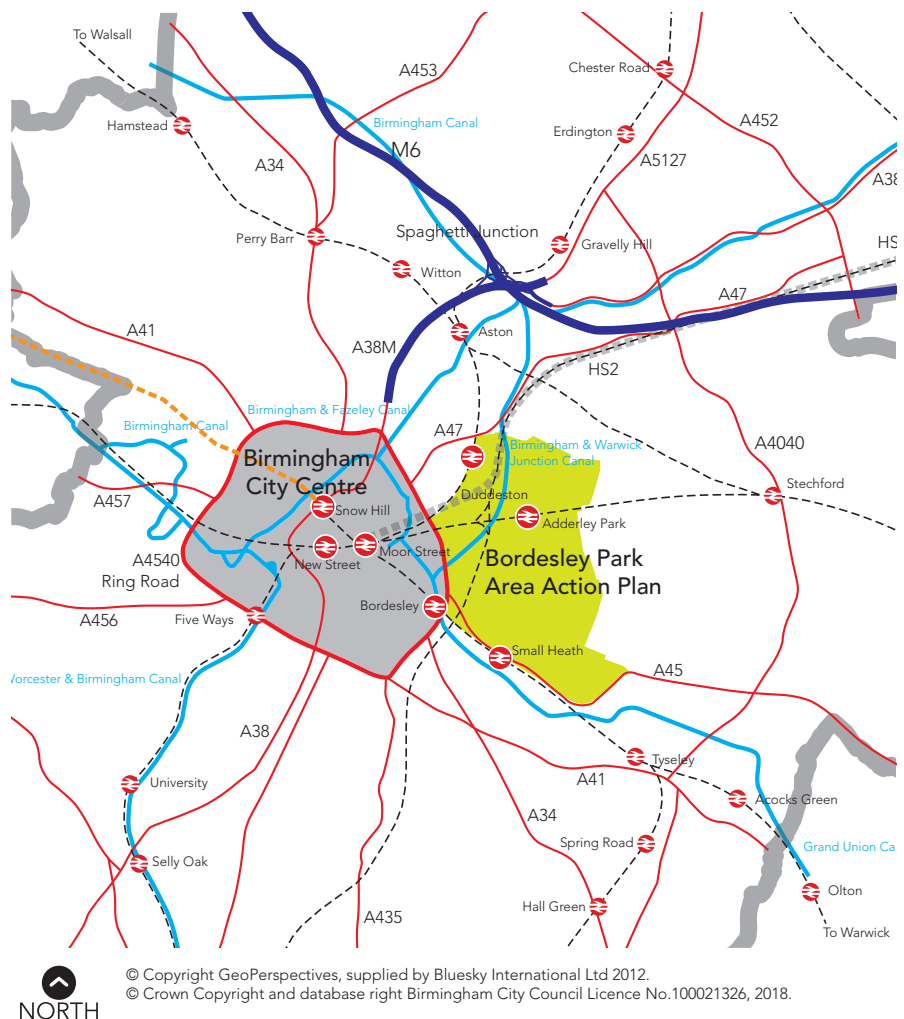 To Walsall
A453
Chester Road
Birmingham Canal
A452
Hamstead
Erdington
A34
M6
A5127
A38
Spaghetti Junction
Perry Barr
Gravelly Hill
HS
Witton
A47
A41
A38M
Aston
HS2
Birmingham & Fazeley Canal
Birmingham Canal
A47
Birmingham & Warwick
Junction Canal
A4040
Birmingham
City Centre
A457
Duddeston
Stechford
Snow Hill
Adderley Park
A4540
Ring Road
New Street
Moor Street
Bordesley Park
Area Action Plan
Bordesley
A456
Five Ways
Small Heath
A45
Worcester & Birmingham Canal
A38
Tyseley
University
A41
Acocks Green
A34
Spring Road
Grand Union Ca
Selly Oak
Olton
Hall Green
A435
To Warwick
NORTH
© Copyright GeoPerspectives, supplied by Bluesky International Ltd 2012.
© Crown Copyright and database right Birmingham City Council Licence No.100021326, 2018.